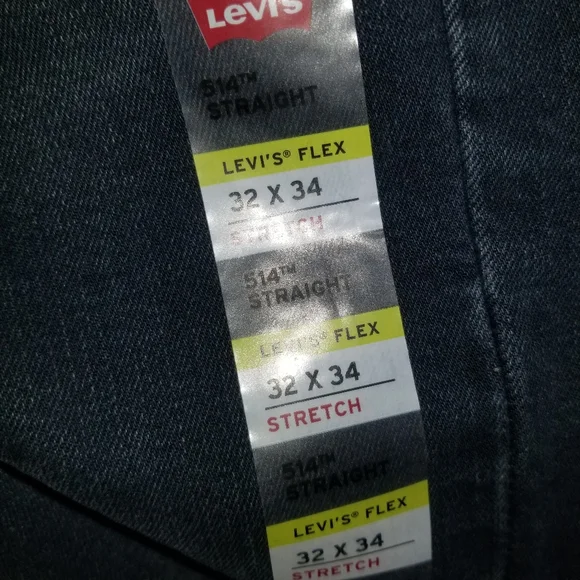 Levi's
514™
STRAIGHT
LEVI'S® FLEX
32 X 34
STRETCH
514™
STRAIGHT
LEVI'S® FLEX
32 X 34
STRETCH
514™
STRAIGHT
LEVI'S® FLEX
32 X 34
STRETCH